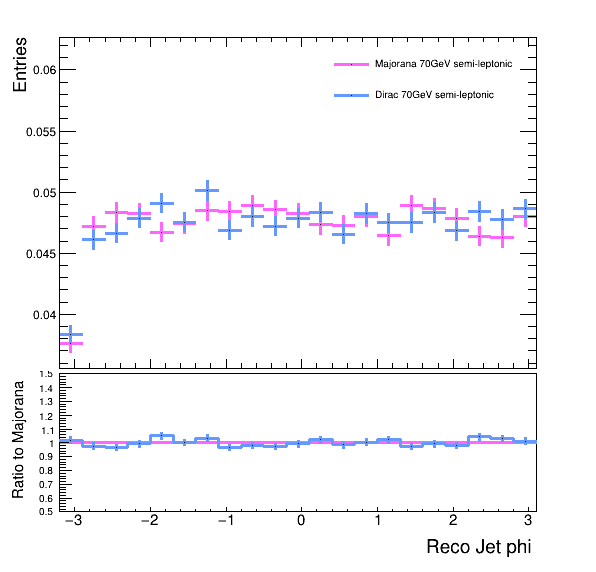 Entries
0.06
0.055
0.05
0.045
0.04
Majorana 70GeV semi-leptonic
Dirac 70GeV semi-leptonic
Ratio to Majorana
1.5
1.4
1.3
1.2
1.1
1
0.9
0.8
0.7
0.6
0.5
−3 −2 −1 0 1 2 3
Reco Jet phi